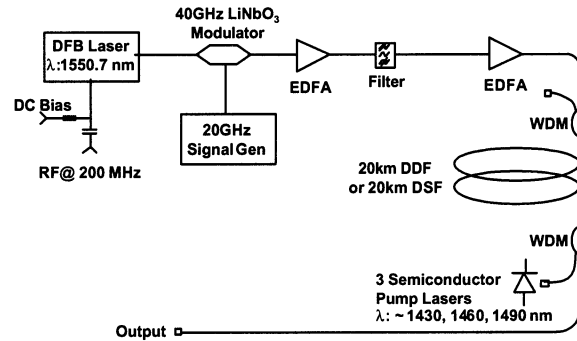 40GHz LiNbO₃
Modulator
DFB Laser
λ:1550.7 nm
EDFA
Filter
EDFA
DC Bias
WDM
20GHz
Signal Gen
RF@ 200 MHz
20km DDF
or 20km DSF
WDM
3 Semiconductor
Pump Lasers
λ: ~ 1430, 1460, 1490 nm
Output